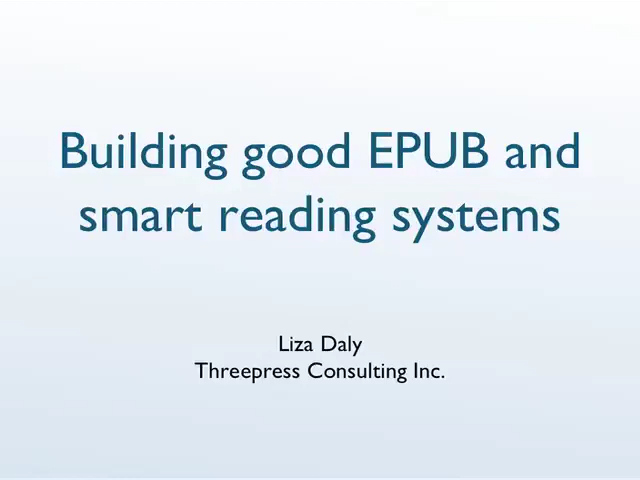 Building good EPUB and
smart reading systems
Liza Daly
Threepress Consulting Inc.